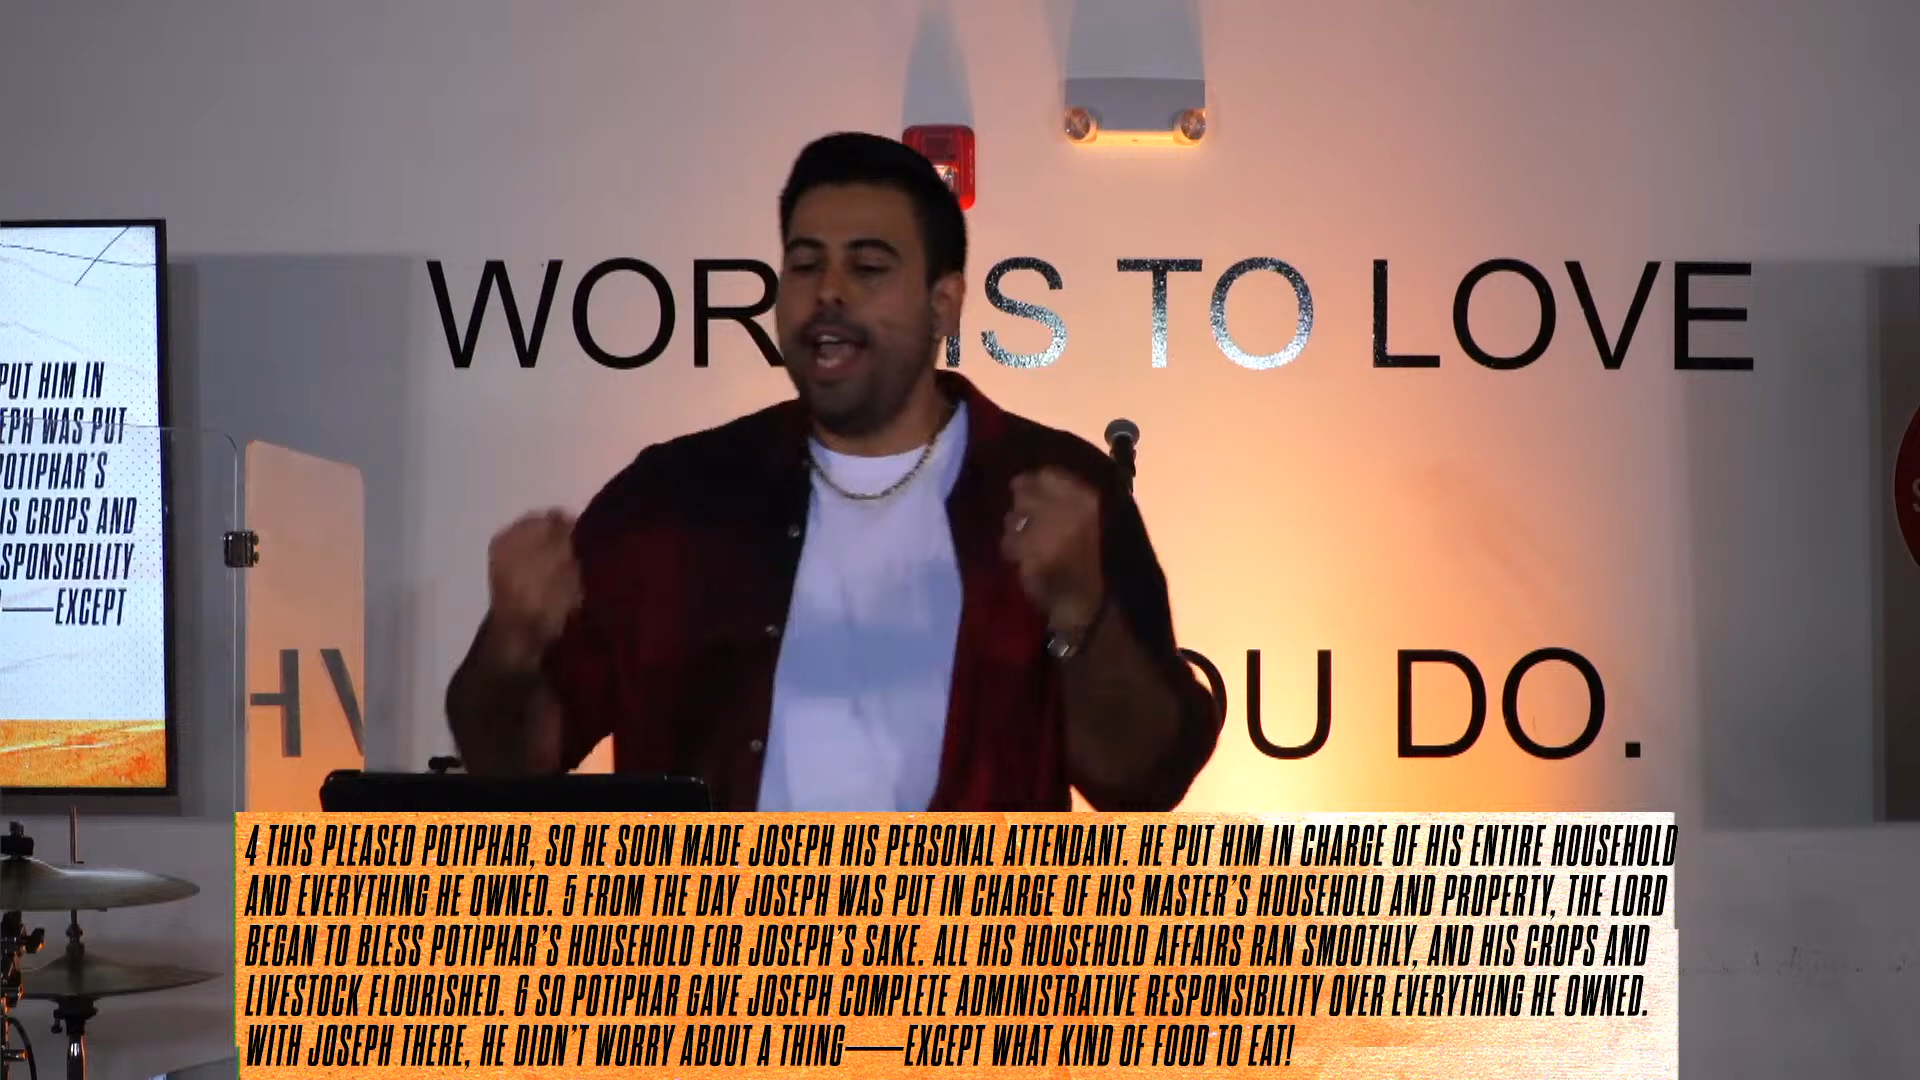 WOR IS TO LOVE
PUT HIM IN
EPH WAS PUT
POTIPHAR'S
IS CROPS AND
SPONSIBILITY
——EXCEPT
OU DO.
4 THIS PLEASED POTIPHAR, SO HE SOON MADE JOSEPH HIS PERSONAL ATTENDANT. HE PUT HIM IN CHARGE OF HIS ENTIRE HOUSEHOLD
AND EVERYTHING HE OWNED. 5 FROM THE DAY JOSEPH WAS PUT IN CHARGE OF HIS MASTER'S HOUSEHOLD AND PROPERTY, THE LORD
BEGAN TO BLESS POTIPHAR'S HOUSEHOLD FOR JOSEPH'S SAKE. ALL HIS HOUSEHOLD AFFAIRS RAN SMOOTHLY, AND HIS CROPS AND
LIVESTOCK FLOURISHED. 6 SO POTIPHAR GAVE JOSEPH COMPLETE ADMINISTRATIVE RESPONSIBILITY OVER EVERYTHING HE OWNED.
WITH JOSEPH THERE, HE DIDN'T WORRY ABOUT A THING——EXCEPT WHAT KIND OF FOOD TO EAT!